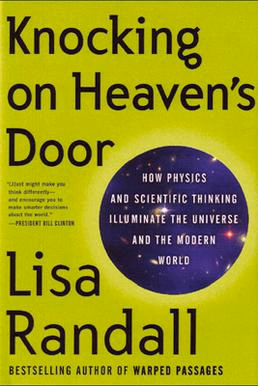 Knocking
on Heaven's
Door
HOW PHYSICS
AND SCIENTIFIC THINKING
ILLUMINATE THE UNIVERSE
AND THE MODERN
WORLD
"[J]ust might make you
think differently—
and encourage you to
make smarter decisions
about the world."
—PRESIDENT BILL CLINTON
Lisa
Randall
BESTSELLING AUTHOR OF WARPED PASSAGES